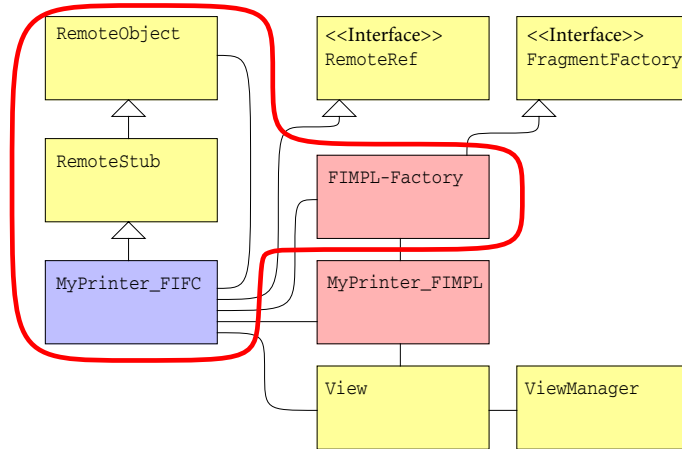 RemoteObject
<<Interface>>
RemoteRef
<<Interface>>
FragmentFactory
RemoteStub
FIMPL-Factory
MyPrinter_FIFC
MyPrinter_FIMPL
View
ViewManager